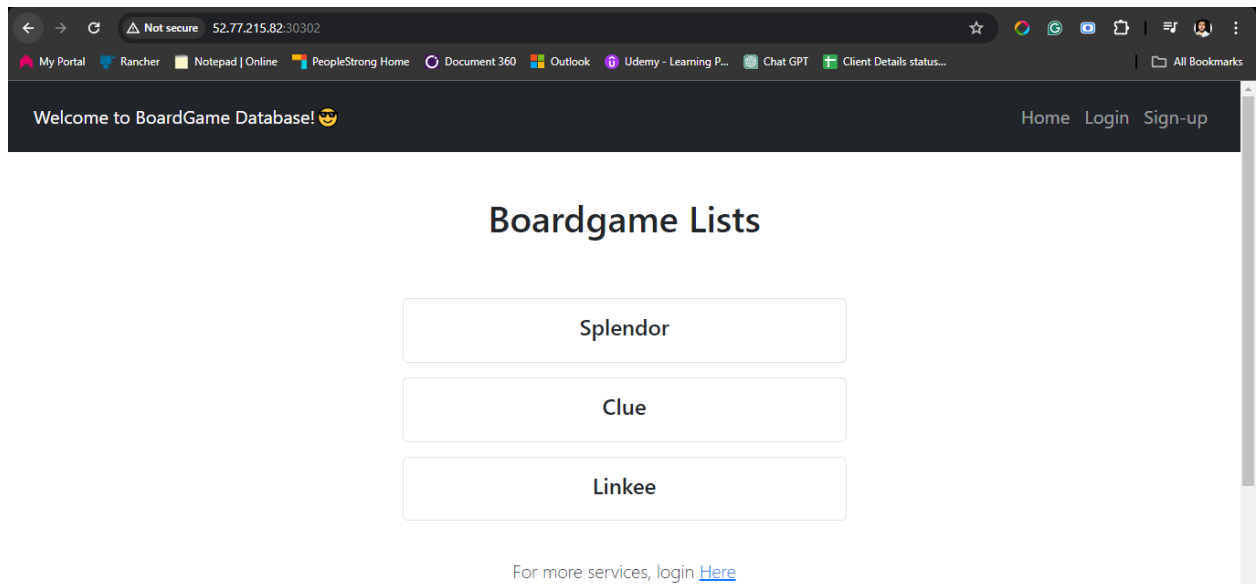 Not secure 52.77.215.82:30302
My Portal Rancher Notepad | Online PeopleStrong Home Document 360 Outlook Udemy - Learning P... Chat GPT Client Details status... All Bookmarks
Welcome to BoardGame Database!😎 Home Login Sign-up
Boardgame Lists
Splendor
Clue
Linkee
For more services, login Here